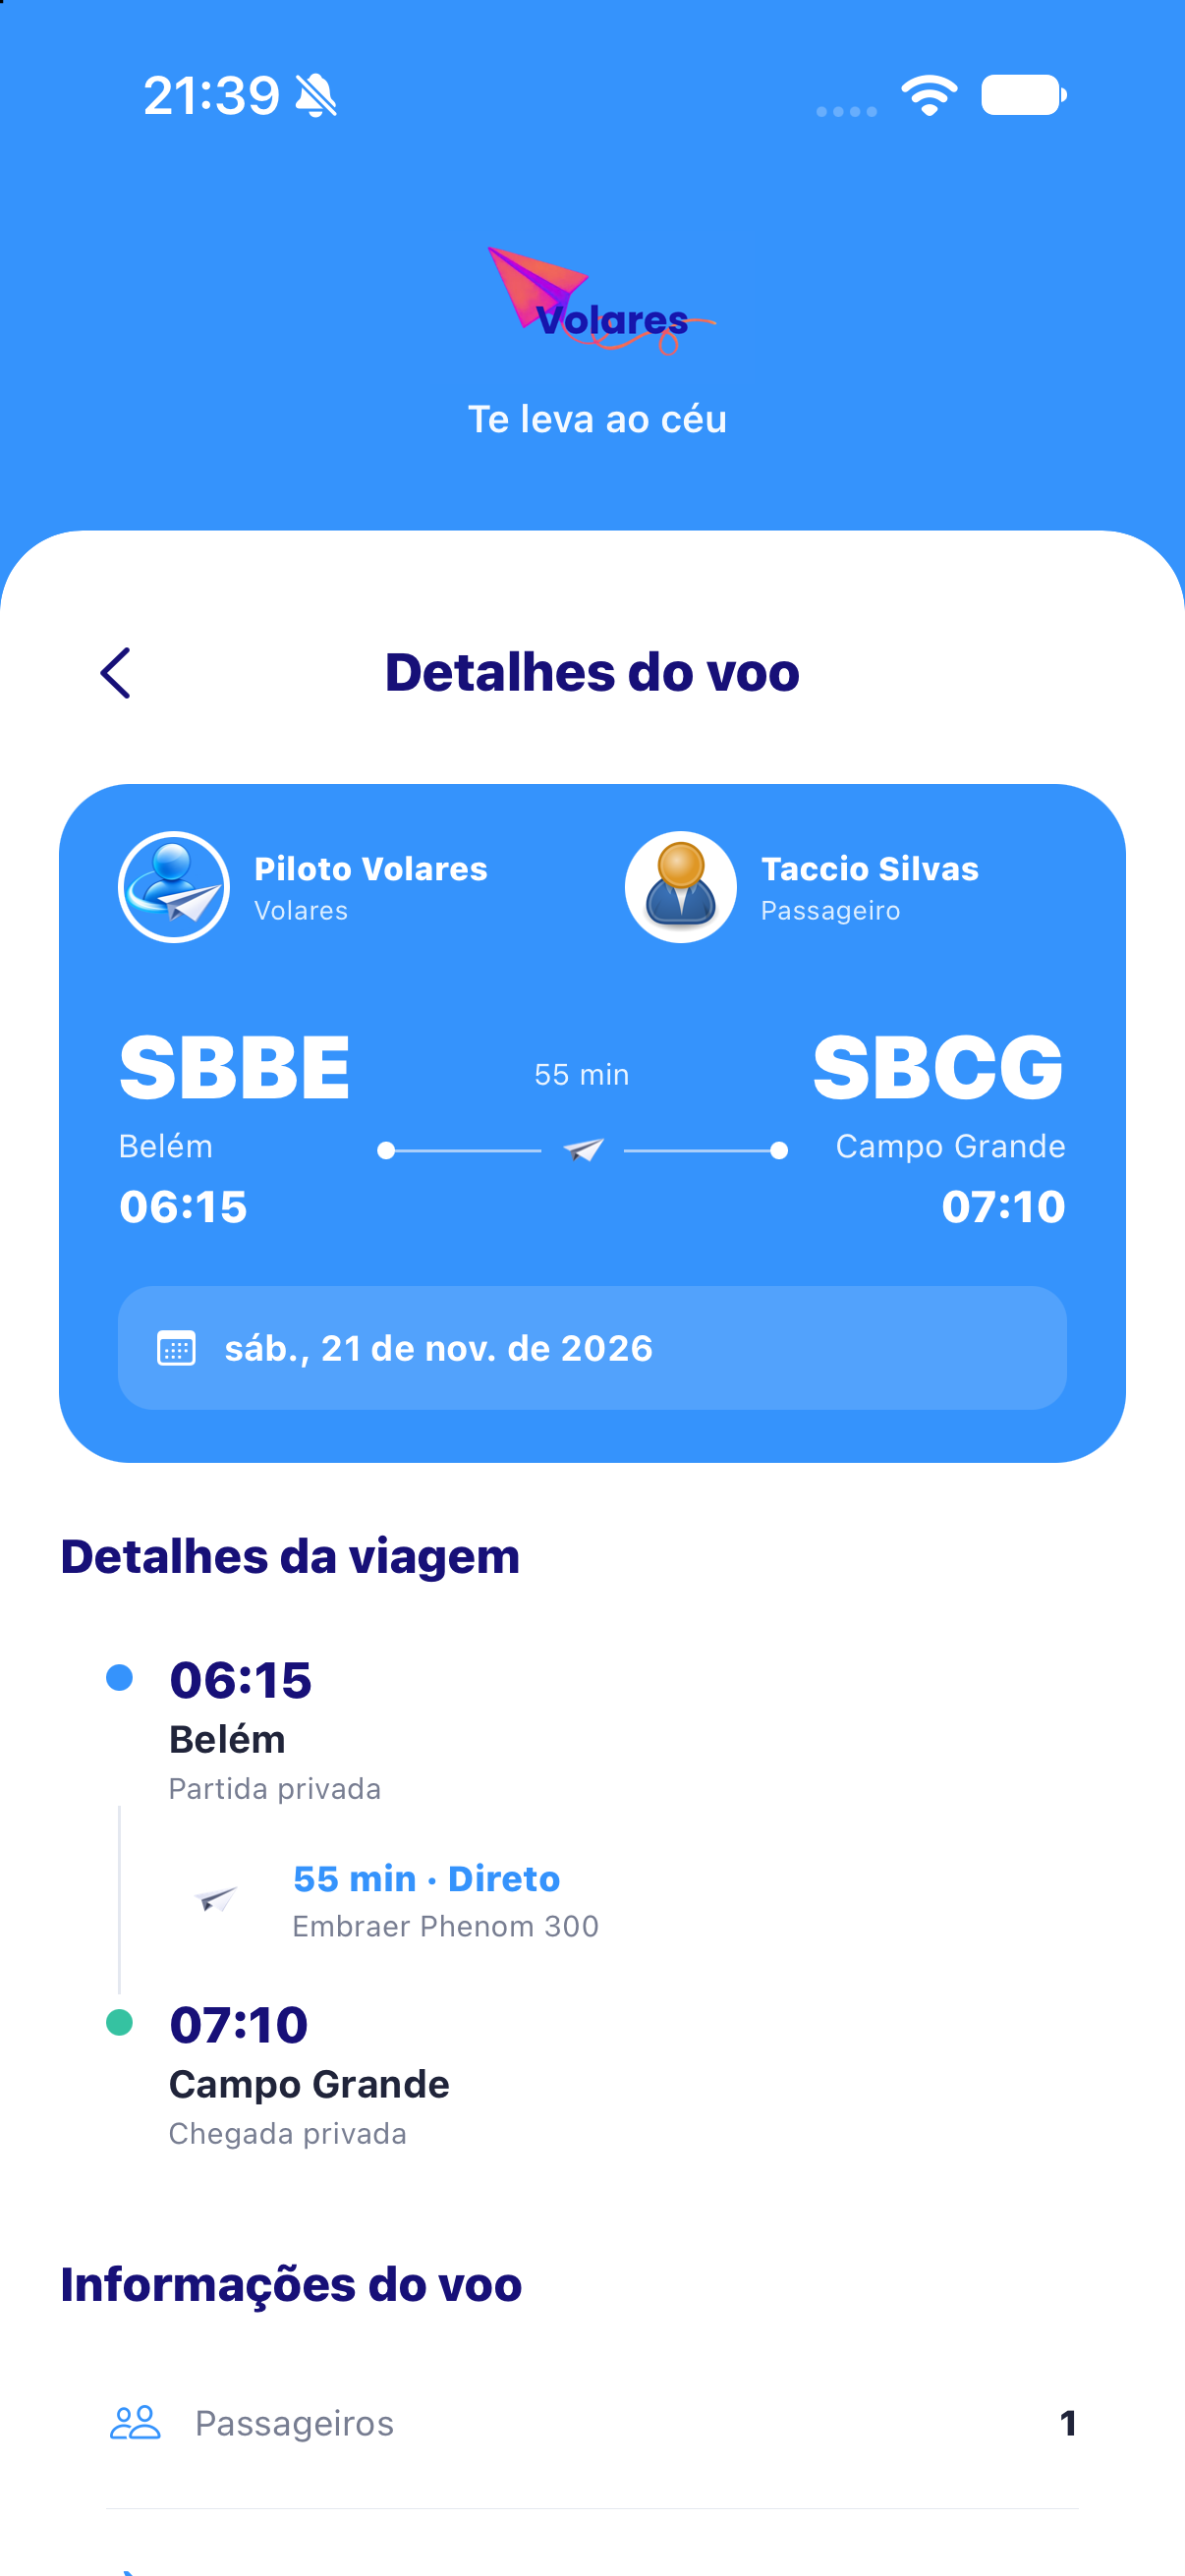 21:39
Volares
Te leva ao céu
Detalhes do voo
Piloto Volares
Volares
Taccio Silvas
Passageiro
SBBE
55 min
SBCG
Belém
Campo Grande
06:15
07:10
sáb., 21 de nov. de 2026
Detalhes da viagem
06:15
Belém
Partida privada
55 min · Direto
Embraer Phenom 300
07:10
Campo Grande
Chegada privada
Informações do voo
Passageiros
1